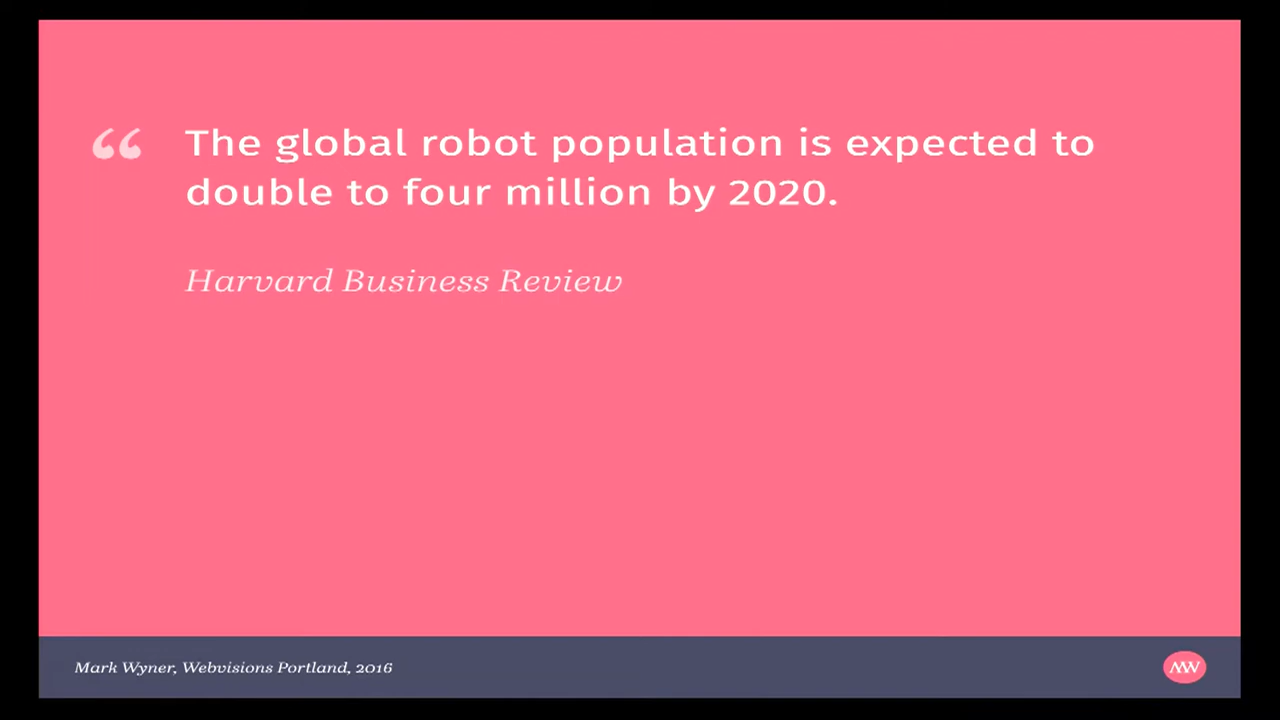 “ The global robot population is expected to
double to four million by 2020.
Harvard Business Review
Mark Wyner, Webvisions Portland, 2016
MW